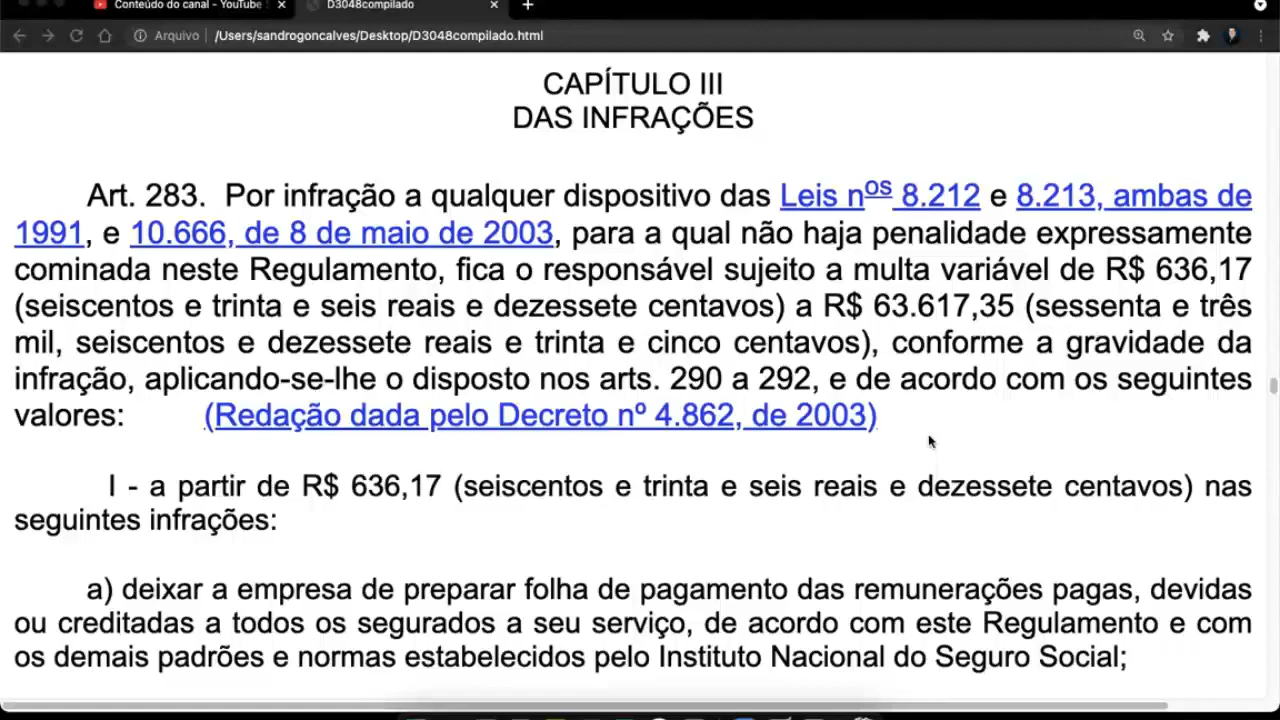 Conteúdo do canal - YouTube
D3048compilado
Arquivo /Users/sandrogoncalves/Desktop/D3048compilado.html
CAPÍTULO III
DAS INFRAÇÕES
Art. 283. Por infração a qualquer dispositivo das Leis nos 8.212 e 8.213, ambas de
1991, e 10.666, de 8 de maio de 2003, para a qual não haja penalidade expressamente
cominada neste Regulamento, fica o responsável sujeito a multa variável de R$ 636,17
(seiscentos e trinta e seis reais e dezessete centavos) a R$ 63.617,35 (sessenta e três
mil, seiscentos e dezessete reais e trinta e cinco centavos), conforme a gravidade da
infração, aplicando-se-lhe o disposto nos arts. 290 a 292, e de acordo com os seguintes
valores: (Redação dada pelo Decreto nº 4.862, de 2003)
I - a partir de R$ 636,17 (seiscentos e trinta e seis reais e dezessete centavos) nas
seguintes infrações:
a) deixar a empresa de preparar folha de pagamento das remunerações pagas, devidas
ou creditadas a todos os segurados a seu serviço, de acordo com este Regulamento e com
os demais padrões e normas estabelecidos pelo Instituto Nacional do Seguro Social;